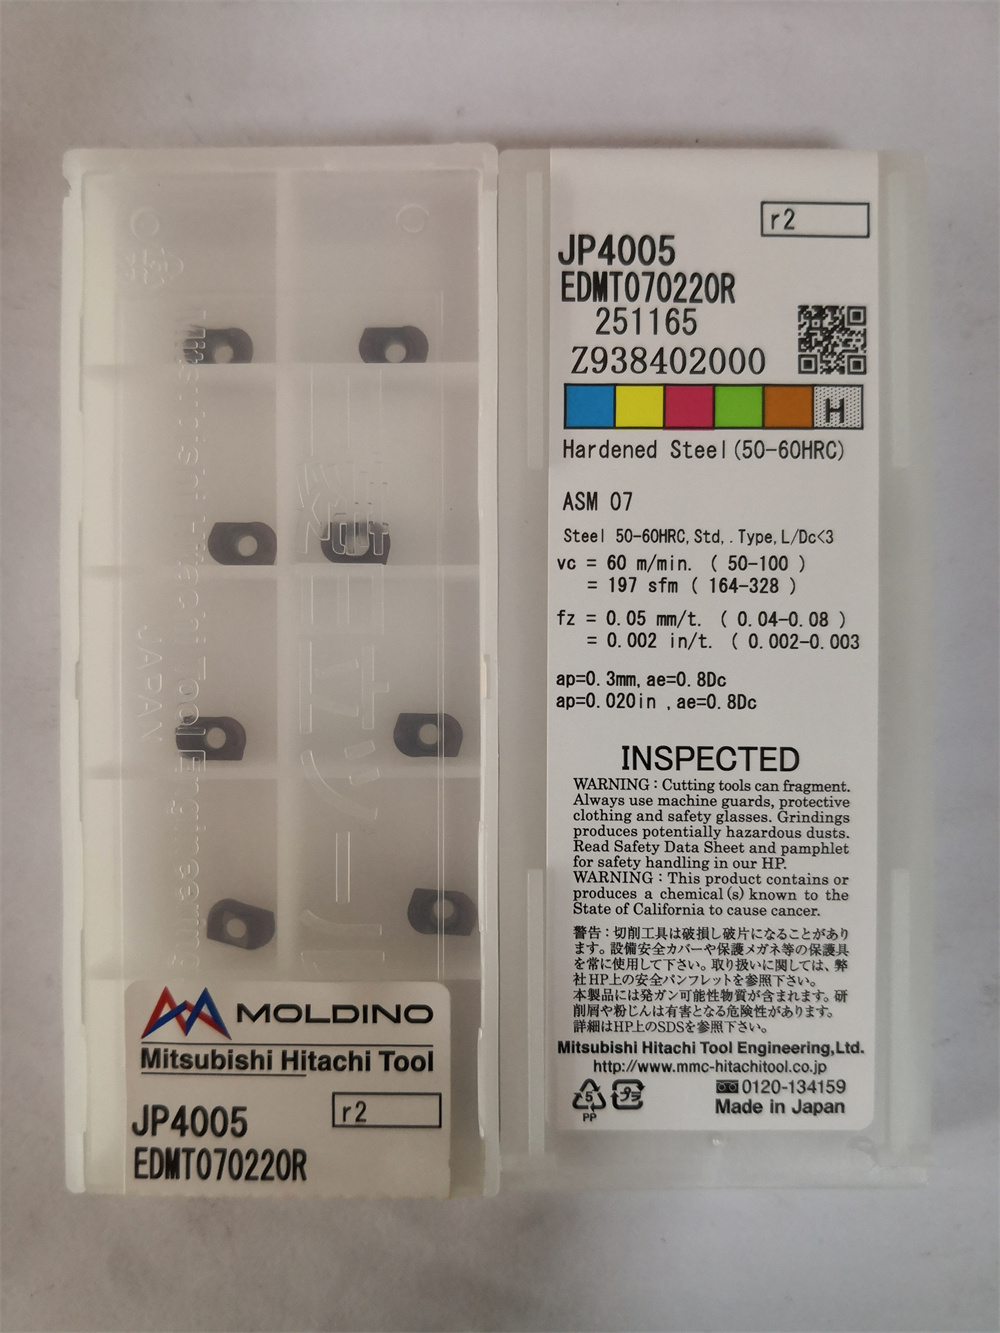 MOLDINO
Mitsubishi Hitachi Tool
JP4005
r2
EDMT070220R
r2
JP4005
EDMT070220R
251165
Z938402000
H
Hardened Steel(50-60HRC)
ASM 07
Steel 50-60HRC,Std,.Type,L/Dc<3
vc = 60 m/min. ( 50-100 )
= 197 sfm ( 164-328 )
fz = 0.05 mm/t. ( 0.04-0.08 )
= 0.002 in/t. ( 0.002-0.003
ap=0.3mm,ae=0.8Dc
ap=0.020in ,ae=0.8Dc
INSPECTED
WARNING : Cutting tools can fragment.
Always use machine guards, protective
clothing and safety glasses. Grindings
produces potentially hazardous dusts.
Read Safety Data Sheet and pamphlet
for safety handling in our HP.
WARNING : This product contains or
produces a chemical (s) known to the
State of California to cause cancer.
警告：切削工具は破損し破片になることがあり
ます。設備安全カバーや保護メガネ等の保護具
を常に使用して下さい。取り扱いに関しては、弊
社HP上の安全パンフレットを参照下さい。
本製品には発ガン可能性物質が含まれます。研
削屑や粉じんは有害となる危険性があります。
詳細はHP上のSDSを参照下さい。
Mitsubishi Hitachi Tool Engineering,Ltd.
http://www.mmc-hitachitool.co.jp
0120-134159
5
PP
プラ
Made in Japan
Mitsubishi Hitachi Tool Engineering
JAPAN